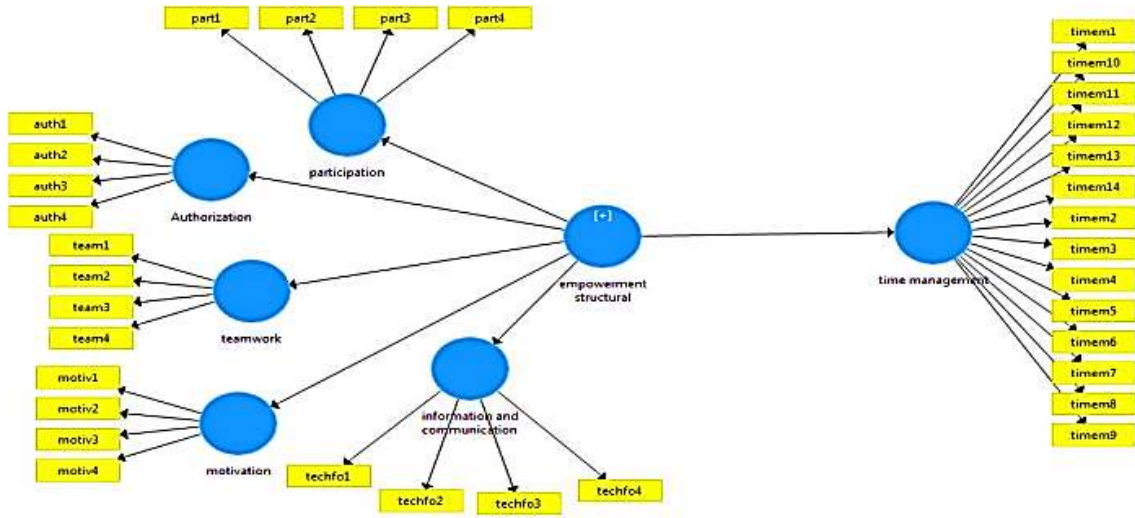 part1
part2
part3
part4
participation
auth1
auth2
auth3
auth4
Authorization
team1
team2
team3
team4
teamwork
motiv1
motiv2
motiv3
motiv4
motivation
[+]
empowerment
structural
information and
communication
techfo1
techfo2
techfo3
techfo4
time management
timem1
timem10
timem11
timem12
timem13
timem14
timem2
timem3
timem4
timem5
timem6
timem7
timem8
timem9